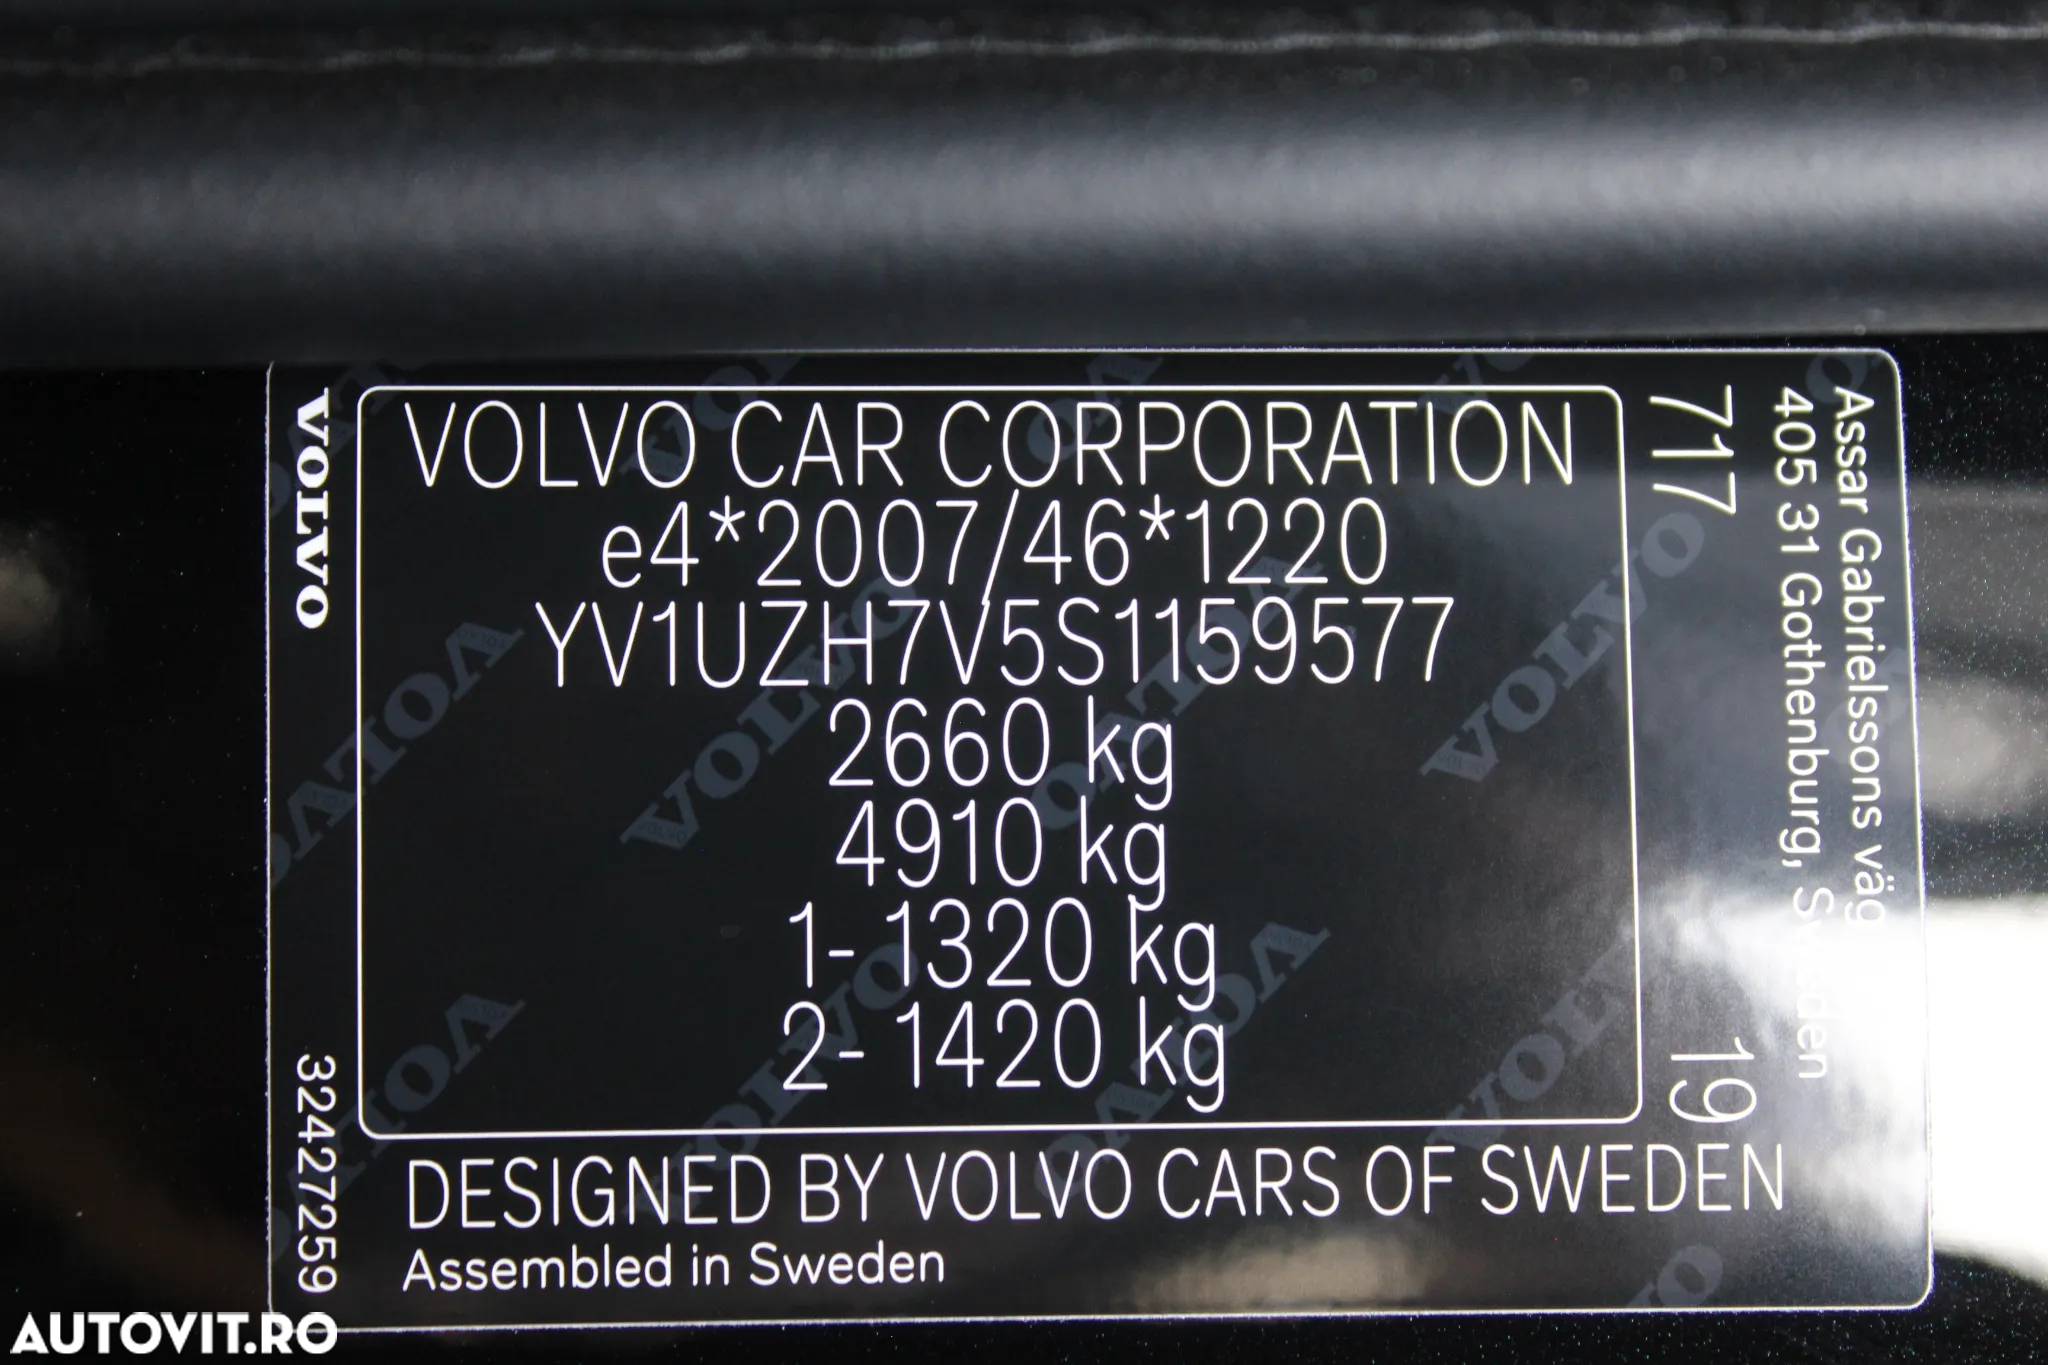 VOLVO
VOLVO CAR CORPORATION
e4*2007/46*1220
YV1UZH7V5S1159577
2660 kg
4910 kg
1- 1320 kg
2- 1420 kg
717
19
Assar Gabrielssons väg
405 31 Gothenburg, Sweden
32427259
DESIGNED BY VOLVO CARS OF SWEDEN
Assembled in Sweden
AUTOVIT.RO